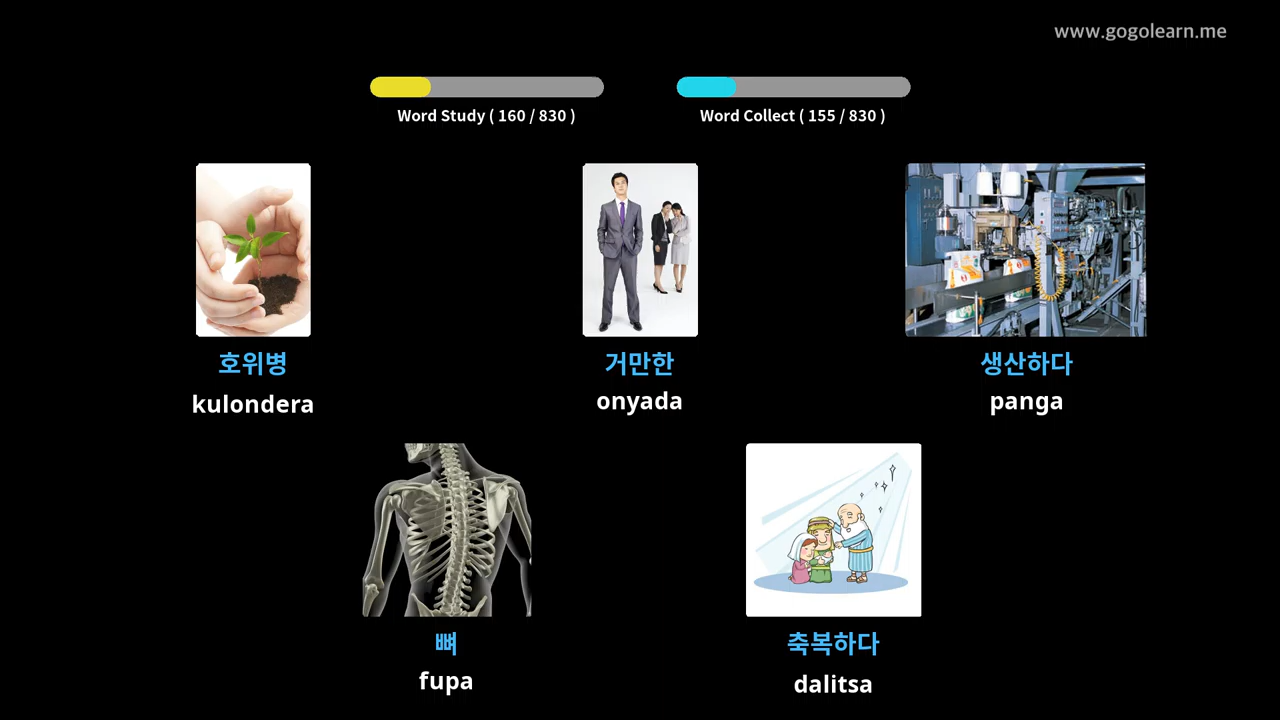 www.gogolearn.me
Word Study ( 160 / 830 )
Word Collect ( 155 / 830 )
호위병
kulondera
거만한
onyada
생산하다
panga
뼈
fupa
축복하다
dalitsa